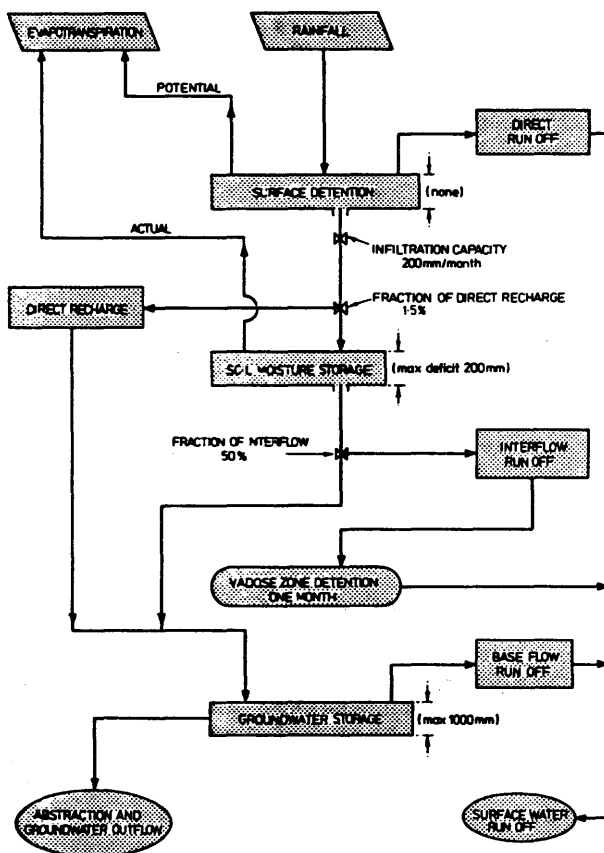 EVAPOTRANSPIRATION
RAINFALL
POTENTIAL
DIRECT
RUN OFF
SURFACE DETENTION
(none)
ACTUAL
INFILTRATION CAPACITY
200mm/month
FRACTION OF DIRECT RECHARGE
1·5%
DIRECT RECHARGE
SOIL MOISTURE STORAGE
(max deficit 200mm)
FRACTION OF INTERFLOW
50%
INTERFLOW
RUN OFF
VADOSE ZONE DETENTION
ONE MONTH
BASE FLOW
RUN OFF
GROUNDWATER STORAGE
(max 1000mm)
ABSTRACTION AND
GROUNDWATER OUTFLOW
SURFACE WATER
RUN OFF